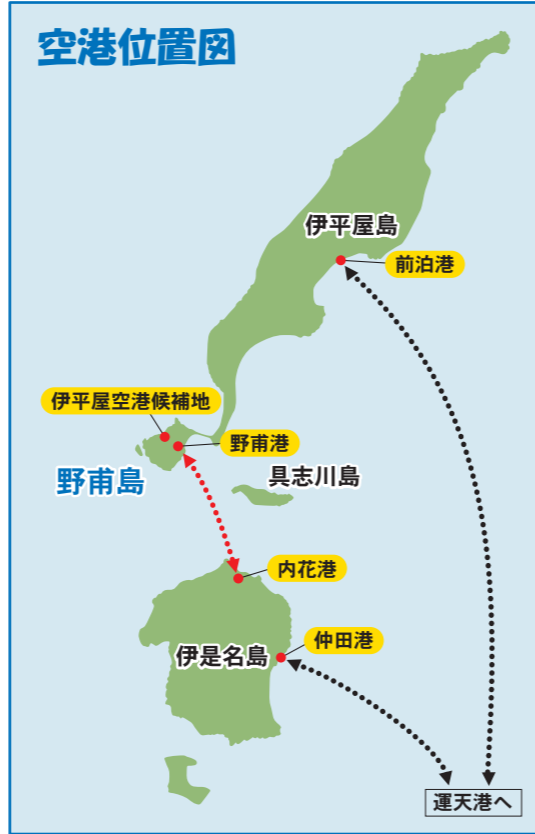 空港位置図
伊平屋島
前泊港
伊平屋空港候補地
野甫港
野甫島
具志川島
内花港
伊是名島
仲田港
運天港へ